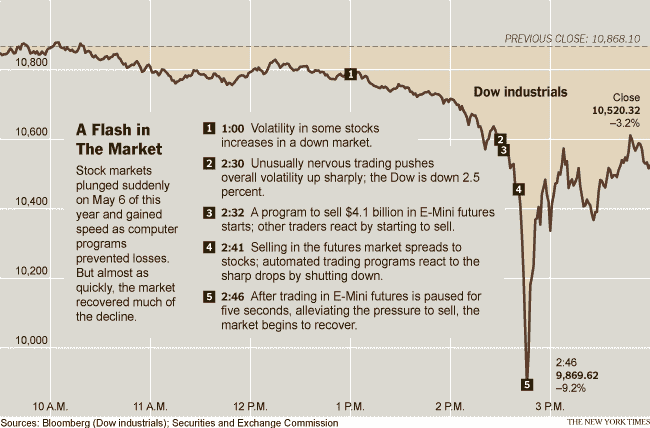 PREVIOUS CLOSE: 10,868.10
10,800
1
Dow industrials
Close
10,520.32
–3.2%
A Flash in
The Market
Stock markets
plunged suddenly
on May 6 of this
year and gained
speed as computer
programs
prevented losses.
But almost as
quickly, the market
recovered much of
the decline.
1 1:00 Volatility in some stocks
increases in a down market.
2 2:30 Unusually nervous trading pushes
overall volatility up sharply; the Dow is down 2.5
percent.
3 2:32 A program to sell $4.1 billion in E-Mini futures
starts; other traders react by starting to sell.
4 2:41 Selling in the futures market spreads to
stocks; automated trading programs react to the
sharp drops by shutting down.
5 2:46 After trading in E-Mini futures is paused for
five seconds, alleviating the pressure to sell, the
market begins to recover.
10,600
2
3
4
10,400
10,200
10,000
2:46
9,869.62
–9.2%
5
10 A.M. 11 A.M. 12 P.M. 1 P.M. 2 P.M. 3 P.M.
Sources: Bloomberg (Dow industrials); Securities and Exchange Commission
THE NEW YORK TIMES